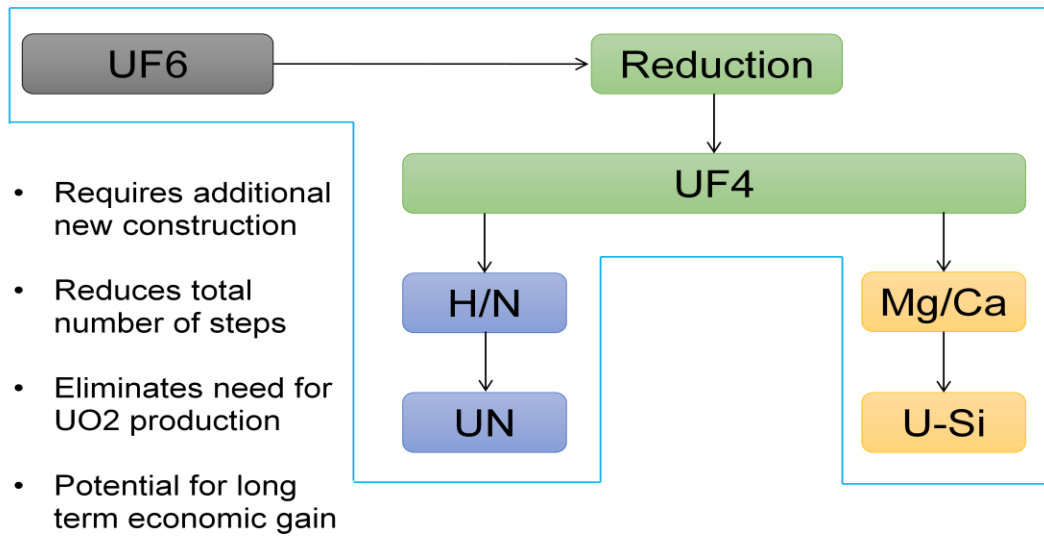 UF6
Reduction
UF4
H/N
Mg/Ca
UN
U-Si
• Requires additional
new construction
• Reduces total
number of steps
• Eliminates need for
UO2 production
• Potential for long
term economic gain